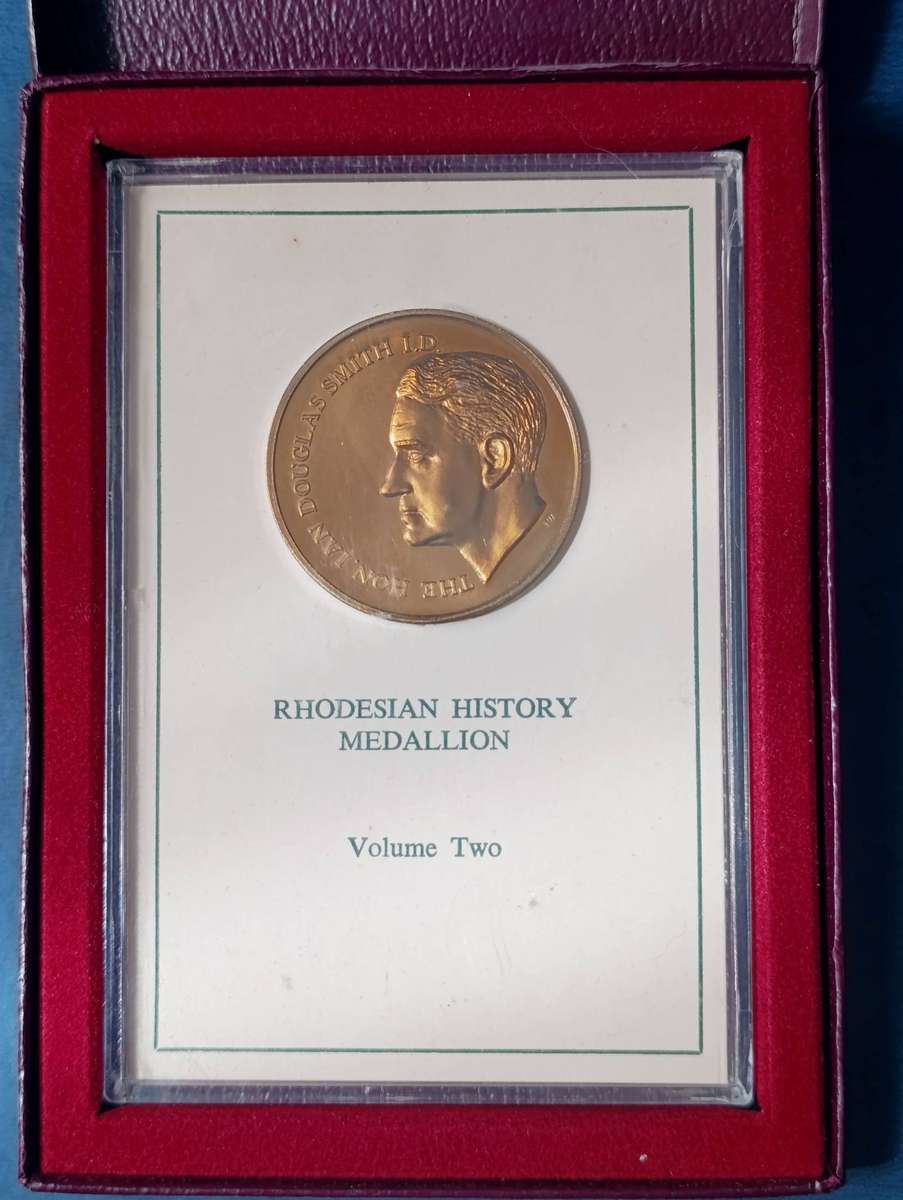 THE HON. IAN DOUGLAS SMITH I.D.
RHODESIAN HISTORY
MEDALLION
Volume Two